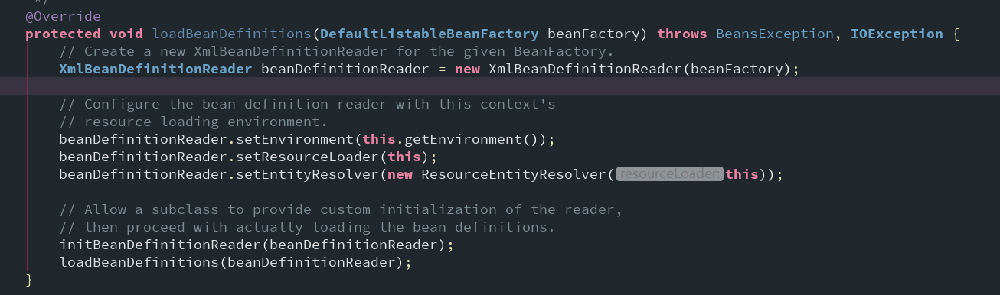 */
@Override
protected void loadBeanDefinitions(DefaultListableBeanFactory beanFactory) throws BeansException, IOException {
// Create a new XmlBeanDefinitionReader for the given BeanFactory.
XmlBeanDefinitionReader beanDefinitionReader = new XmlBeanDefinitionReader(beanFactory);
// Configure the bean definition reader with this context's
// resource loading environment.
beanDefinitionReader.setEnvironment(this.getEnvironment());
beanDefinitionReader.setResourceLoader(this);
beanDefinitionReader.setEntityResolver(new ResourceEntityResolver( resourceLoader: this));
// Allow a subclass to provide custom initialization of the reader,
// then proceed with actually loading the bean definitions.
initBeanDefinitionReader(beanDefinitionReader);
loadBeanDefinitions(beanDefinitionReader);
}